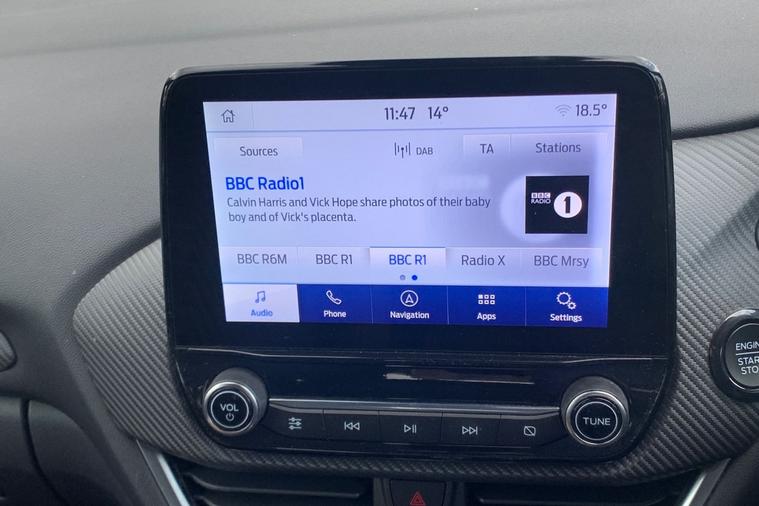 11:47 14° 18.5°
Sources DAB TA Stations
BBC Radio1
Calvin Harris and Vick Hope share photos of their baby
boy and of Vick's placenta.
BBC RADIO 1
BBC R6M BBC R1 BBC R1 Radio X BBC Mrsy
Audio Phone Navigation Apps Settings
VOL TUNE
START